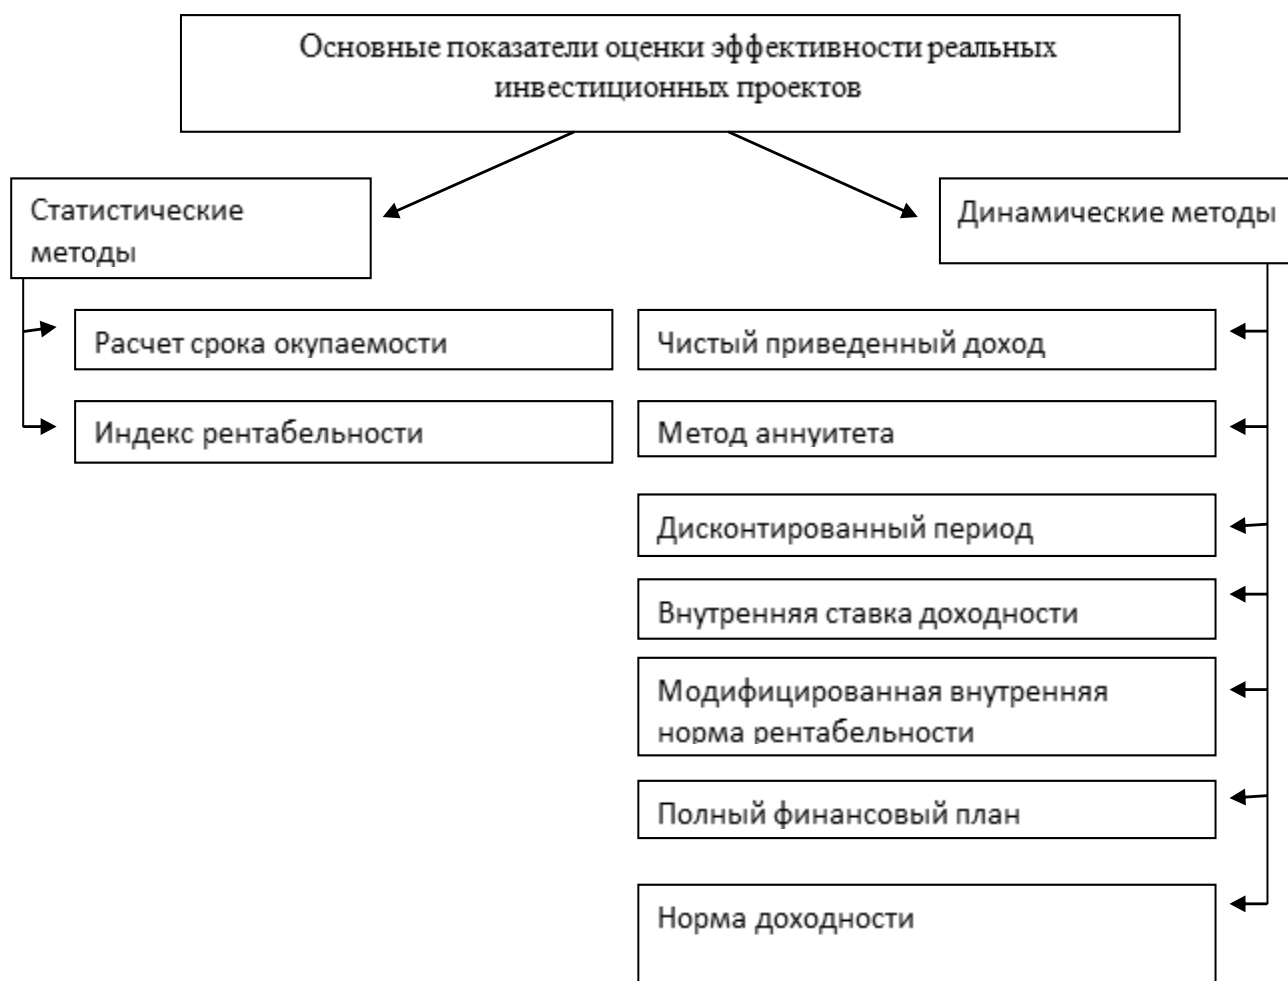 Основные показатели оценки эффективности реальных
инвестиционных проектов
Статистические
методы
Динамические методы
Расчет срока окупаемости
Чистый приведенный доход
Индекс рентабельности
Метод аннуитета
Дисконтированный период
Внутренняя ставка доходности
Модифицированная внутренняя
норма рентабельности
Полный финансовый план
Норма доходности